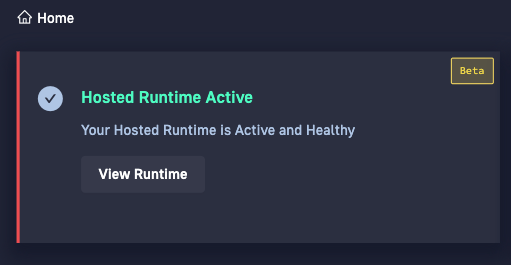 Home
Beta
Hosted Runtime Active
Your Hosted Runtime is Active and Healthy
View Runtime